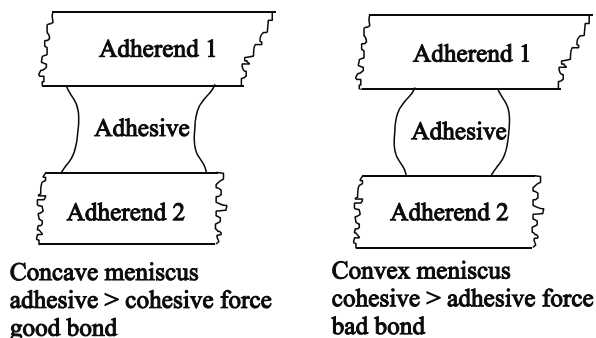 Adherend 1
Adhesive
Adherend 2
Concave meniscus
adhesive > cohesive force
good bond
Adherend 1
Adhesive
Adherend 2
Convex meniscus
cohesive > adhesive force
bad bond